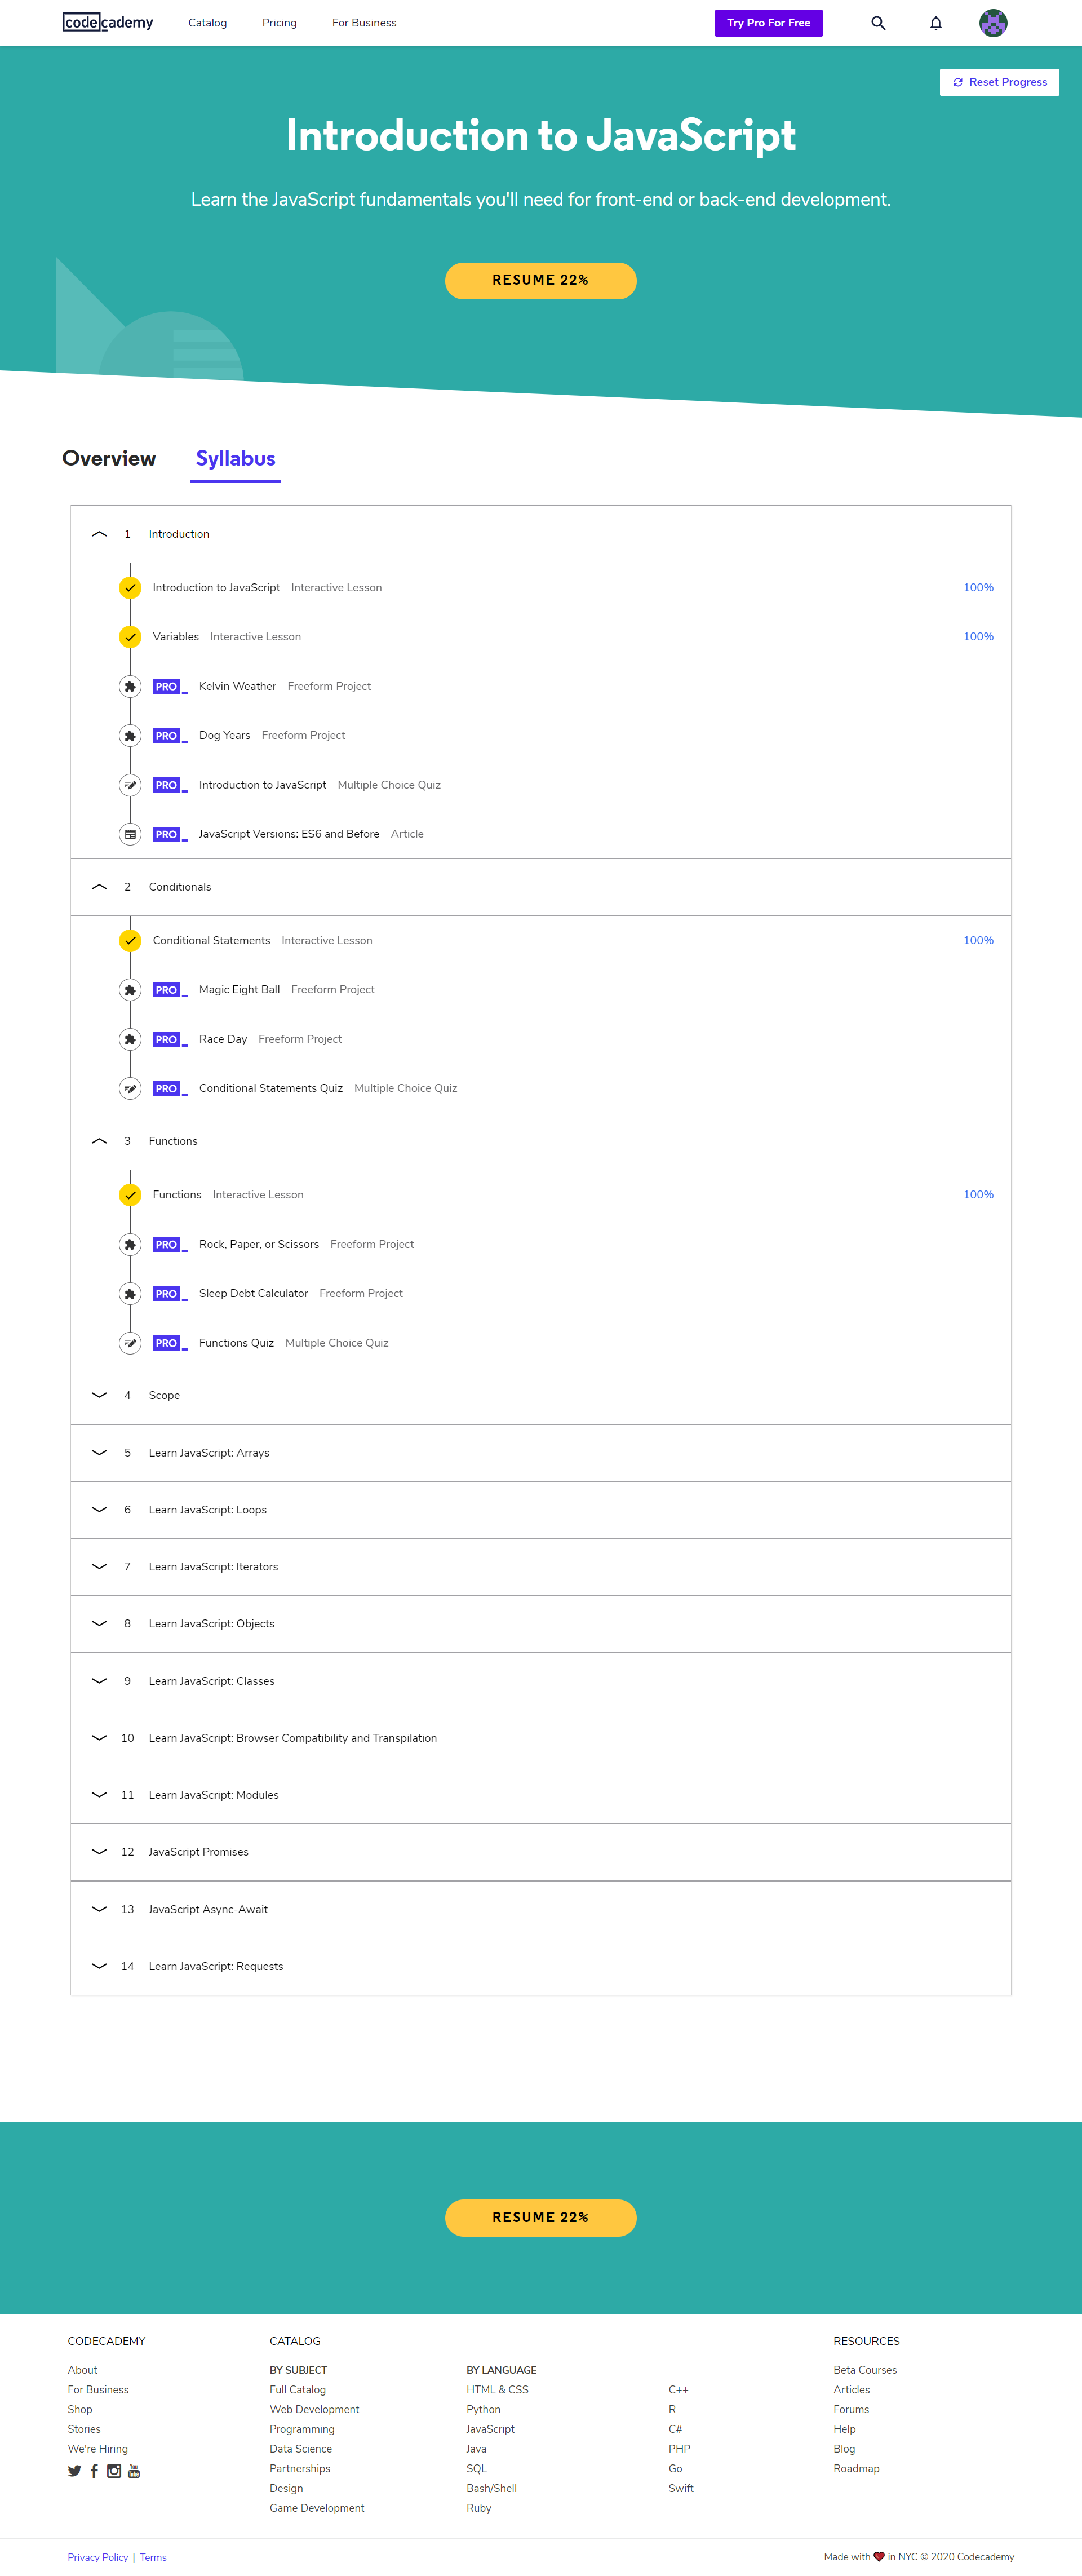 codecademy Catalog Pricing For Business Try Pro For Free
Reset Progress
Introduction to JavaScript
Learn the JavaScript fundamentals you'll need for front-end or back-end development.
RESUME 22%
Overview Syllabus
1 Introduction
Introduction to JavaScript Interactive Lesson 100%
Variables Interactive Lesson 100%
PRO Kelvin Weather Freeform Project
PRO Dog Years Freeform Project
PRO Introduction to JavaScript Multiple Choice Quiz
PRO JavaScript Versions: ES6 and Before Article
2 Conditionals
Conditional Statements Interactive Lesson 100%
PRO Magic Eight Ball Freeform Project
PRO Race Day Freeform Project
PRO Conditional Statements Quiz Multiple Choice Quiz
3 Functions
Functions Interactive Lesson 100%
PRO Rock, Paper, or Scissors Freeform Project
PRO Sleep Debt Calculator Freeform Project
PRO Functions Quiz Multiple Choice Quiz
4 Scope
5 Learn JavaScript: Arrays
6 Learn JavaScript: Loops
7 Learn JavaScript: Iterators
8 Learn JavaScript: Objects
9 Learn JavaScript: Classes
10 Learn JavaScript: Browser Compatibility and Transpilation
11 Learn JavaScript: Modules
12 JavaScript Promises
13 JavaScript Async-Await
14 Learn JavaScript: Requests
RESUME 22%
CODECADEMY
About
For Business
Shop
Stories
We're Hiring
You Tube
CATALOG
BY SUBJECT
Full Catalog
Web Development
Programming
Data Science
Partnerships
Design
Game Development
BY LANGUAGE
HTML & CSS
Python
JavaScript
Java
SQL
Bash/Shell
Ruby
C++
R
C#
PHP
Go
Swift
RESOURCES
Beta Courses
Articles
Forums
Help
Blog
Roadmap
Privacy Policy | Terms
Made with ❤ in NYC © 2020 Codecademy